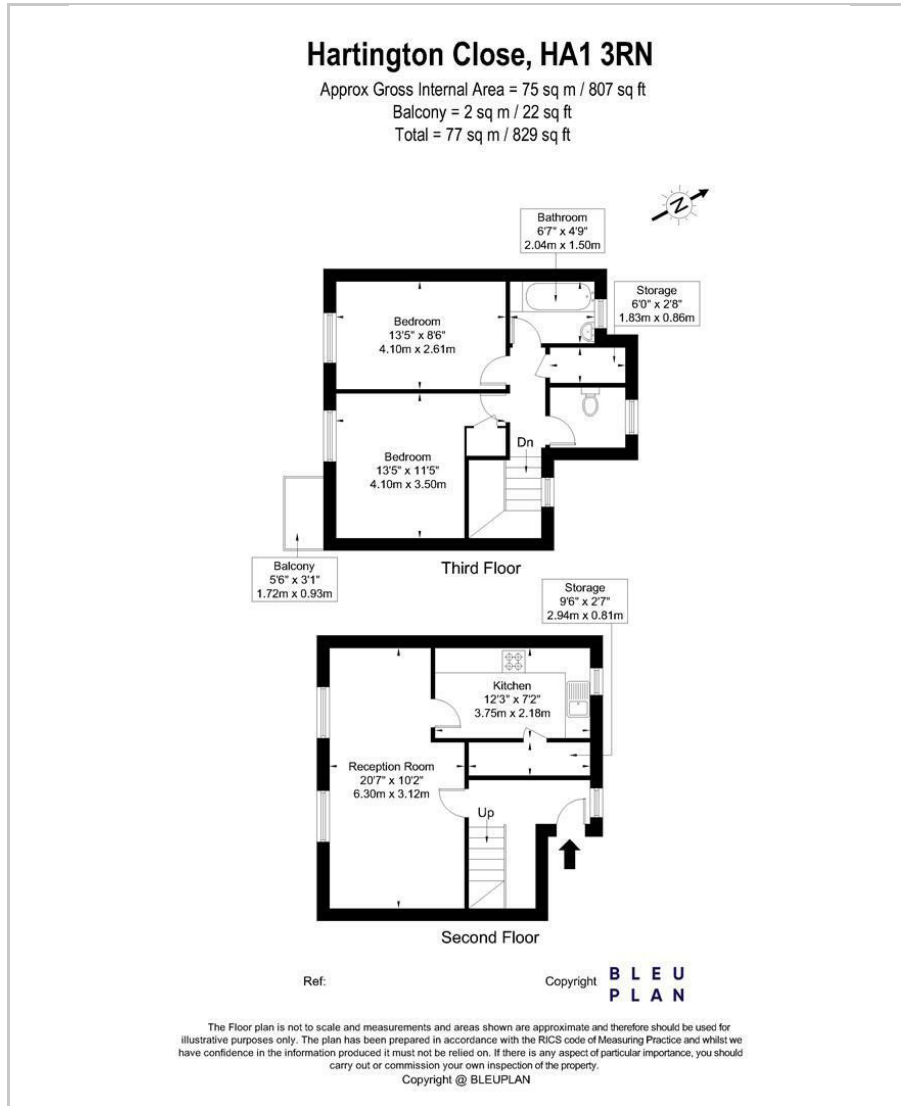 Hartington Close, HA1 3RN
Approx Gross Internal Area = 75 sq m / 807 sq ft
Balcony = 2 sq m / 22 sq ft
Total = 77 sq m / 829 sq ft
N
Bathroom
6'7" x 4'9"
2.04m x 1.50m
Storage
6'0" x 2'8"
1.83m x 0.86m
Bedroom
13'5" x 8'6"
4.10m x 2.61m
Bedroom
13'5" x 11'5"
4.10m x 3.50m
Dn
Balcony
5'6" x 3'1"
1.72m x 0.93m
Third Floor
Storage
9'6" x 2'7"
2.94m x 0.81m
Kitchen
12'3" x 7'2"
3.75m x 2.18m
Reception Room
20'7" x 10'2"
6.30m x 3.12m
Up
Second Floor
Ref:
Copyright
BLEU
PLAN
The Floor plan is not to scale and measurements and areas shown are approximate and therefore should be used for
illustrative purposes only. The plan has been prepared in accordance with the RICS code of Measuring Practice and whilst we
have confidence in the information produced it must not be relied on. If there is any aspect of particular importance, you should
carry out or commission your own inspection of the property.
Copyright @ BLEUPLAN